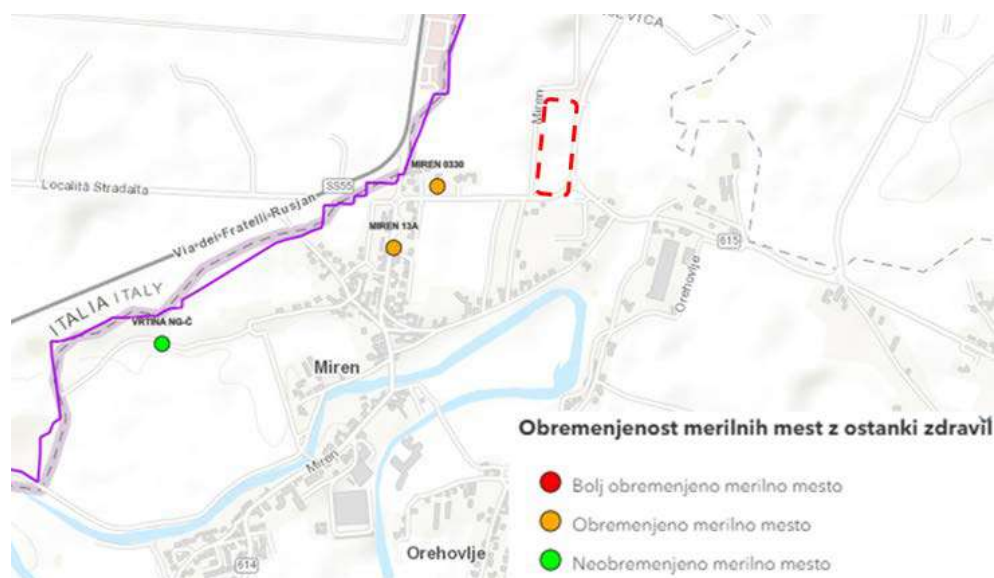 Miren
MIREN 0330
Località Stradalta
SS55
Via dei Fratelli Rusjan
MIREN 13A
615
Orehovlje
ITALIA ITALY
VRTINA NG-Č
Miren
Obremenjenost merilnih mest z ostanki zdravil
Miren
Bolj obremenjeno merilno mesto
Obremenjeno merilno mesto
Orehovlje
614
Neobremenjeno merilno mesto